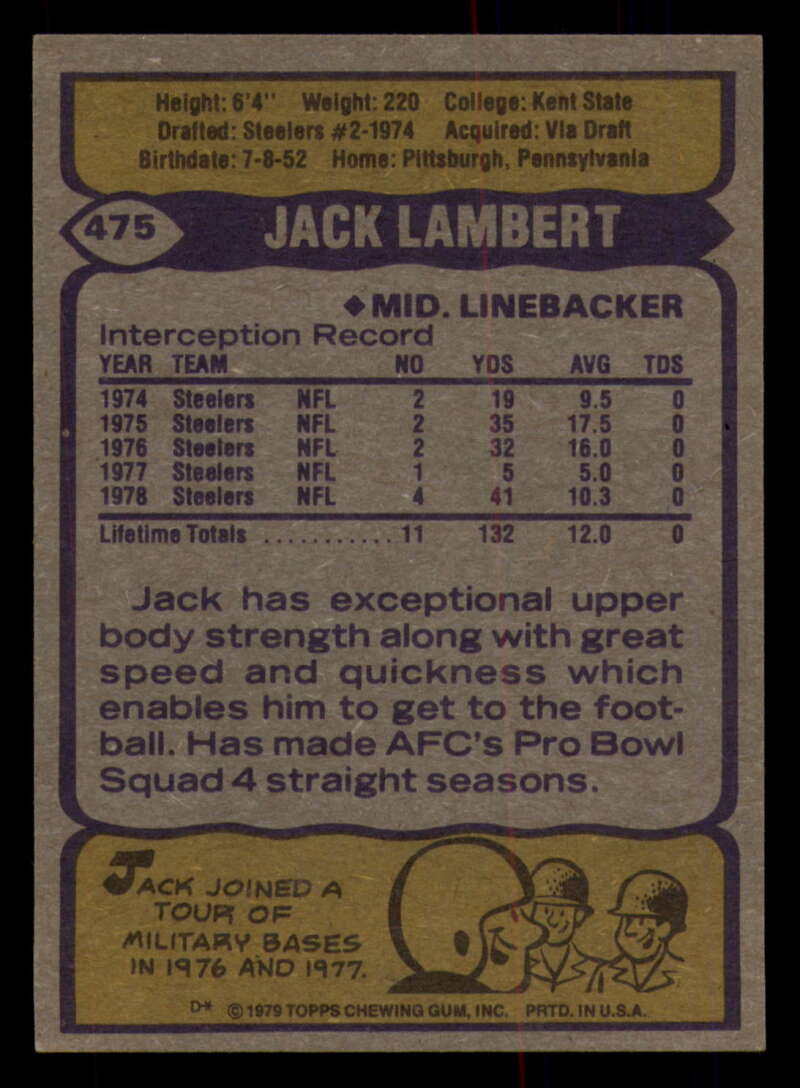 Height: 6'4" Weight: 220 College: Kent State
Drafted: Steelers #2-1974 Acquired: Via Draft
Birthdate: 7-8-52 Home: Pittsburgh, Pennsylvania
475 JACK LAMBERT
◆ MID. LINEBACKER
Interception Record
YEAR TEAM NO YDS AVG TDS
1974 Steelers NFL 2 19 9.5 0
1975 Steelers NFL 2 35 17.5 0
1976 Steelers NFL 2 32 16.0 0
1977 Steelers NFL 1 5 5.0 0
1978 Steelers NFL 4 41 10.3 0
Lifetime Totals ........... 11 132 12.0 0
Jack has exceptional upper
body strength along with great
speed and quickness which
enables him to get to the foot-
ball. Has made AFC's Pro Bowl
Squad 4 straight seasons.
JACK JOINED A
TOUR OF
MILITARY BASES
IN 1976 AND 1977.
D* © 1979 TOPPS CHEWING GUM, INC. PRTD. IN U.S.A.